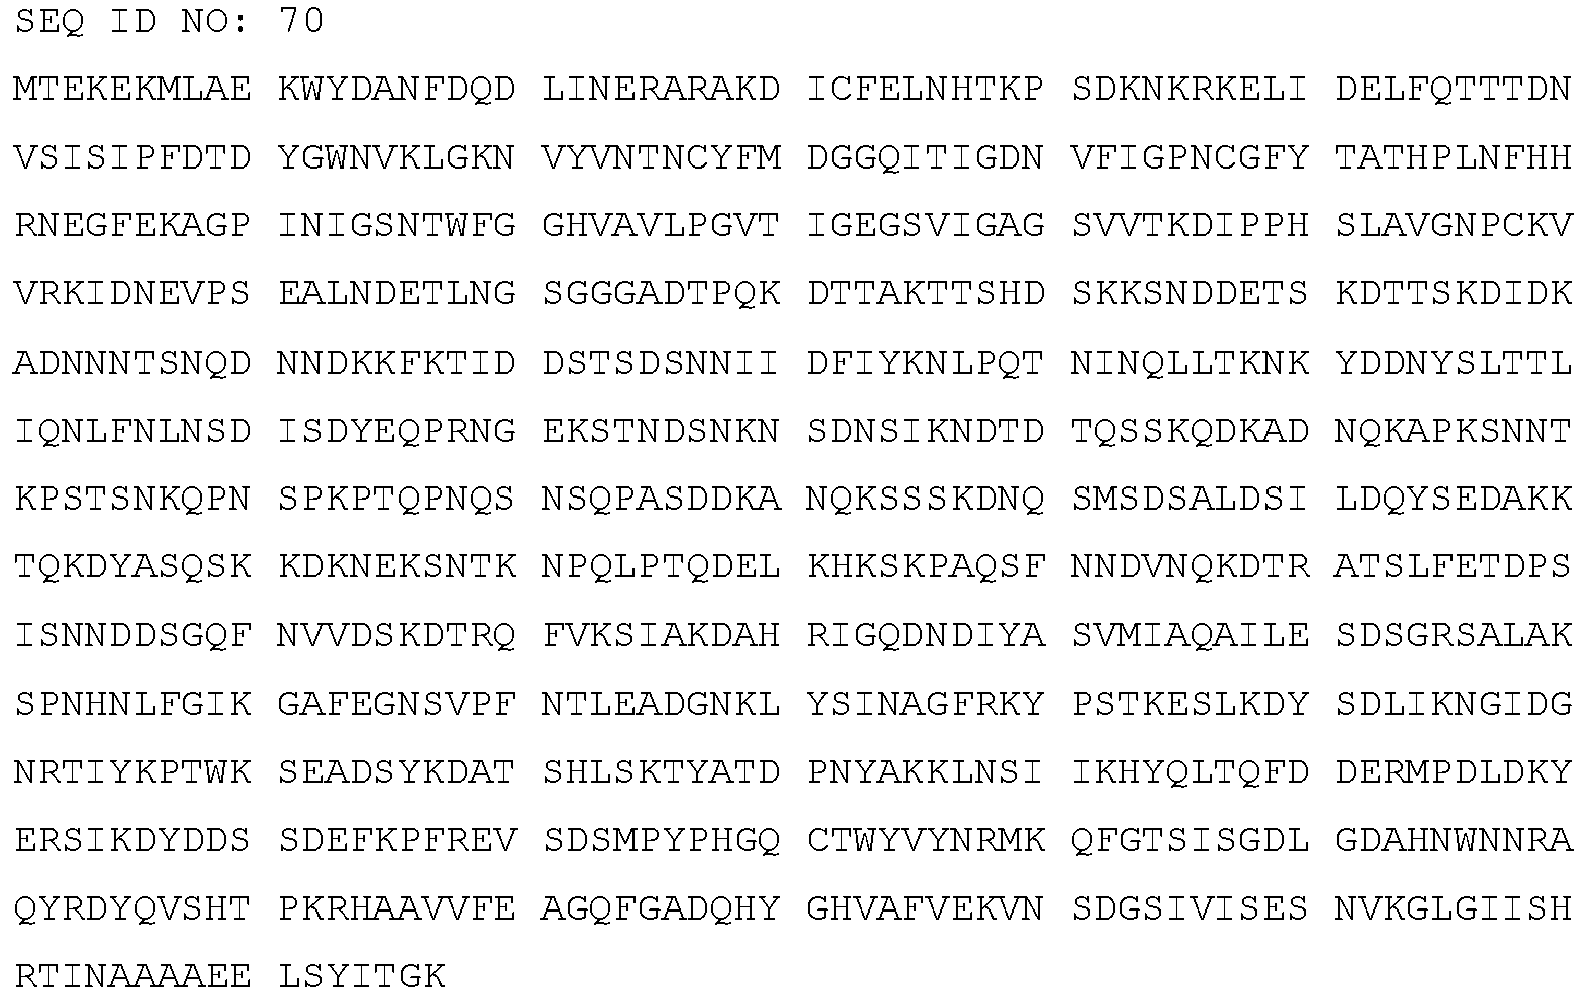 SEQ ID NO: 70
MTEKEKMLAE KWYDANFDQD LINERARAKD ICFELNHTKP SDKNKRKELI DELFQTTTDN
VSISIPFDTD YGWNVKLGKN VYVNTNCYFM DGGQITIGDN VFIGPNCGFY TATHPLNFHH
RNEGFEKAGP INIGSNTWFG GHVAVLPGVT IGEGSVIGAG SVVTKDIPPH SLAVGNPCKV
VRKIDNEVPS EALNDETLNG SGGGADTPQK DTTAKTTSHD SKKSNDDETS KDTTSKDIDK
ADNNNTSNQD NNDKKFKTID DSTSDSNNII DFIYKNLPQT NINQLLTKNK YDDNYSLTTL
IQNLFNLNSD ISDYEQPRNG EKSTNDSNKN SDNSIKNDTD TQSSKQDKAD NQKAPKSNNT
KPSTSNKQPN SPKPTQPNQS NSQPASDDKA NQKSSSKDNQ SMSDSALDSI LDQYSEDAKK
TQKDYASQSK KDKNEKSNTK NPQLPTQDEL KHKSKPAQSF NNDVNQKDTR ATSLFETDPS
ISNNDDSGQF NVVDSKDTRQ FVKSIAKDAH RIGQDNDIYA SVMIAQAILE SDSGRSALAK
SPNHNLFGIK GAFEGNSVPF NTLEADGNKL YSINAGFRKY PSTKESLKDY SDLIKNGIDG
NRTIYKPTWK SEADSYKDAT SHLSKTYATD PNYAKKLNSI IKHYQLTQFD DERMPDLDKY
ERSIKDYDDS SDEFKPFREV SDSMPYPHGQ CTWYVYNRMK QFGTSISGDL GDAHNWNNRA
QYRDYQVSHT PKRHAAVVFE AGQFGADQHY GHVAFVEKVN SDGSIVISES NVKGLGIISH
RTINAAAAEE LSYITGK